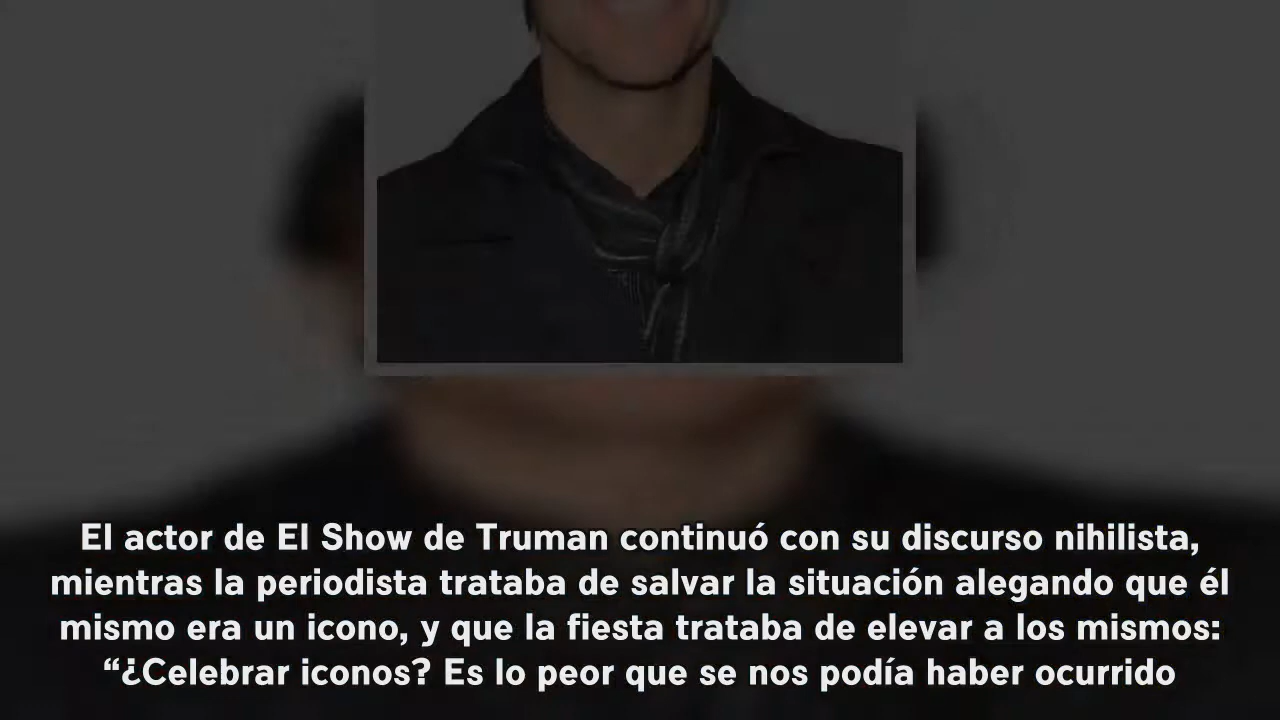 El actor de El Show de Truman continuó con su discurso nihilista,
mientras la periodista trataba de salvar la situación alegando que él
mismo era un icono, y que la fiesta trataba de elevar a los mismos:
“¿Celebrar iconos? Es lo peor que se nos podía haber ocurrido